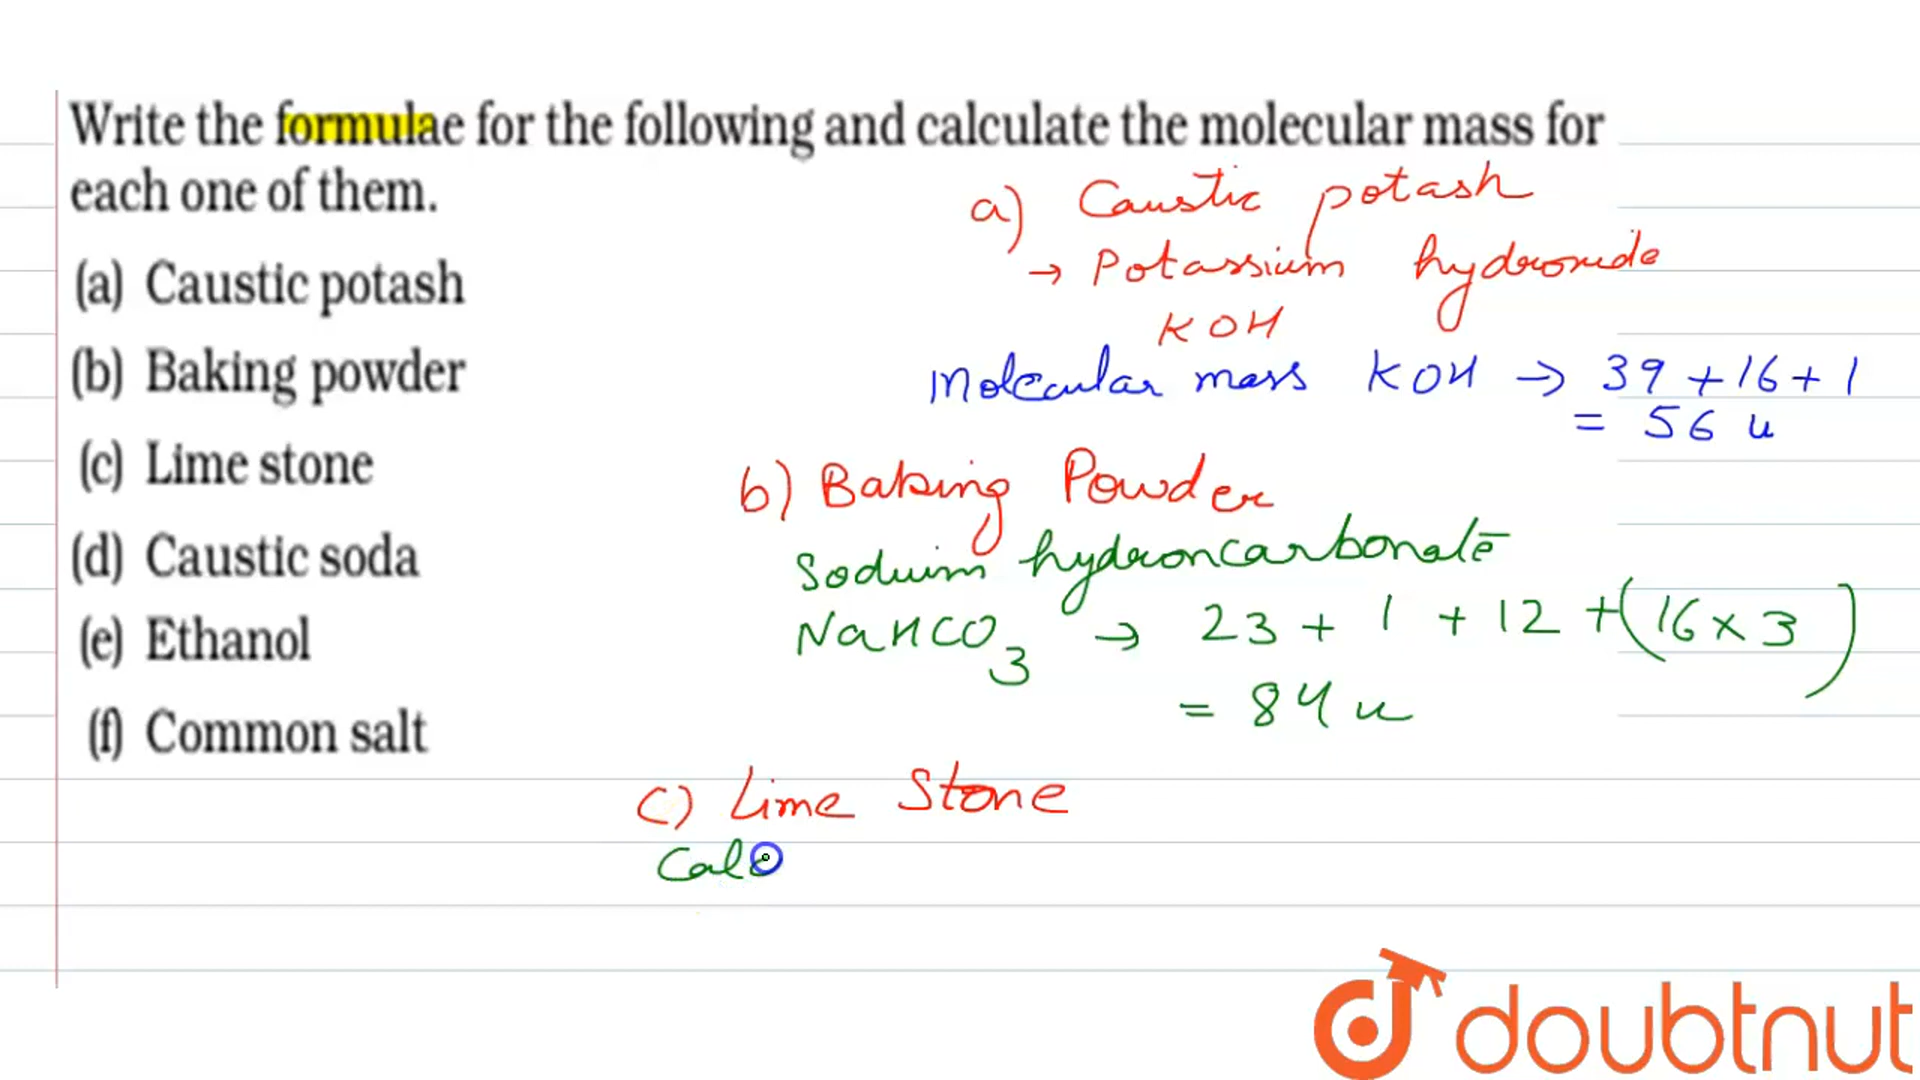 Write the formulae for the following and calculate the molecular mass for
each one of them.
(a) Caustic potash
(b) Baking powder
(c) Lime stone
(d) Caustic soda
(e) Ethanol
(f) Common salt
a) Caustic potash
→ Potassium hydroxide
KOH
Molecular mass KOH → 39 + 16 + 1
= 56 u
b) Baking Powder
Sodium hydroncarbonate
NaHCO3 → 23 + 1 + 12 + (16 x 3)
= 84 u
c) Lime Stone
Calc
doubtnut